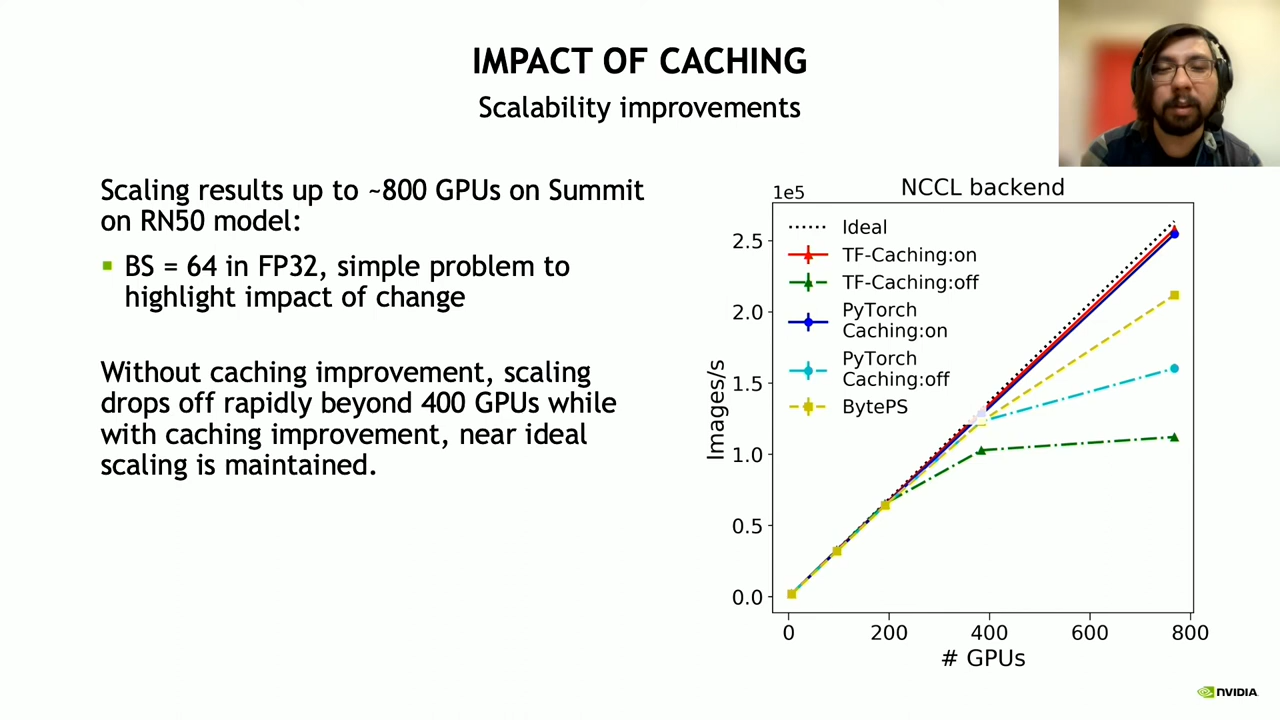 IMPACT OF CACHING
Scalability improvements
Scaling results up to ~800 GPUs on Summit
on RN50 model:
BS = 64 in FP32, simple problem to
highlight impact of change
Without caching improvement, scaling
drops off rapidly beyond 400 GPUs while
with caching improvement, near ideal
scaling is maintained.
NCCL backend
1e5
Ideal
TF-Caching:on
TF-Caching:off
PyTorch
Caching:on
PyTorch
Caching:off
BytePS
Images/s
2.5
2.0
1.5
1.0
0.5
0.0
0 200 400 600 800
# GPUs
NVIDIA